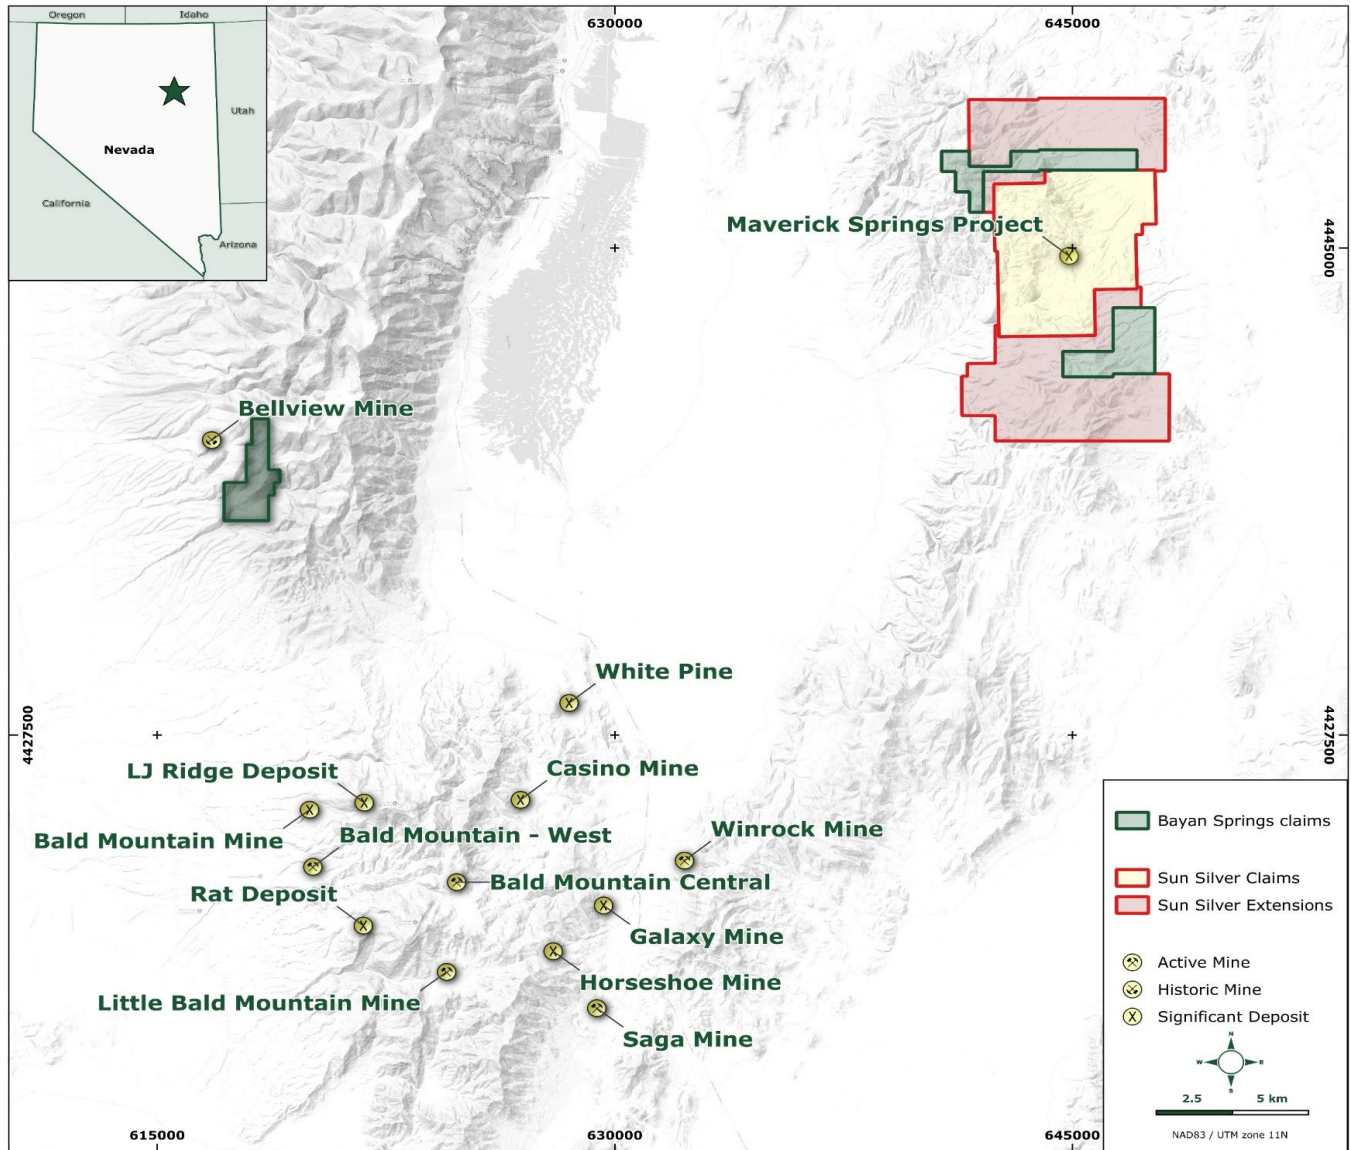 Oregon
Idaho
Utah
Nevada
California
Arizona
630000
645000
4445000
Maverick Springs Project
Bellview Mine
White Pine
4427500
4427500
LJ Ridge Deposit
Casino Mine
Bald Mountain Mine
Bald Mountain - West
Winrock Mine
Rat Deposit
Bald Mountain Central
Galaxy Mine
Horseshoe Mine
Little Bald Mountain Mine
Saga Mine
Bayan Springs claims
Sun Silver Claims
Sun Silver Extensions
Active Mine
Historic Mine
Significant Deposit
N
W
E
S
2.5
5 km
NAD83 / UTM zone 11N
615000
630000
645000